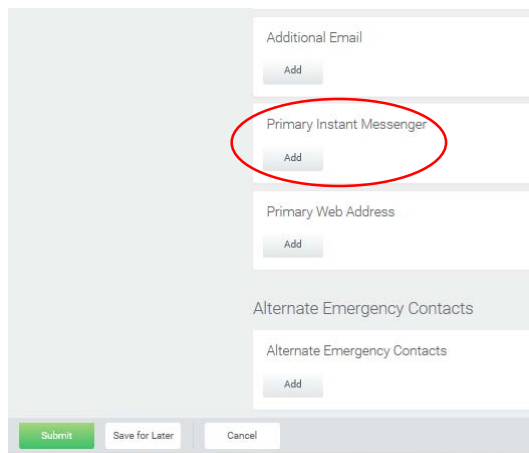 Additional Email
Add
Primary Instant Messenger
Add
Primary Web Address
Add
Alternate Emergency Contacts
Alternate Emergency Contacts
Add
Submit Save for Later Cancel